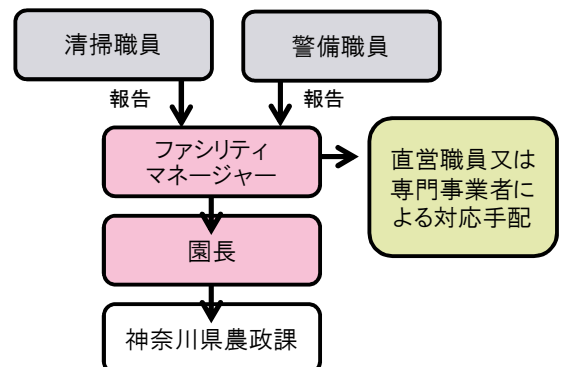 清掃職員
警備職員
報告
報告
ファシリティ
マネージャー
直営職員又は
専門事業者に
よる対応手配
園長
神奈川県農政課